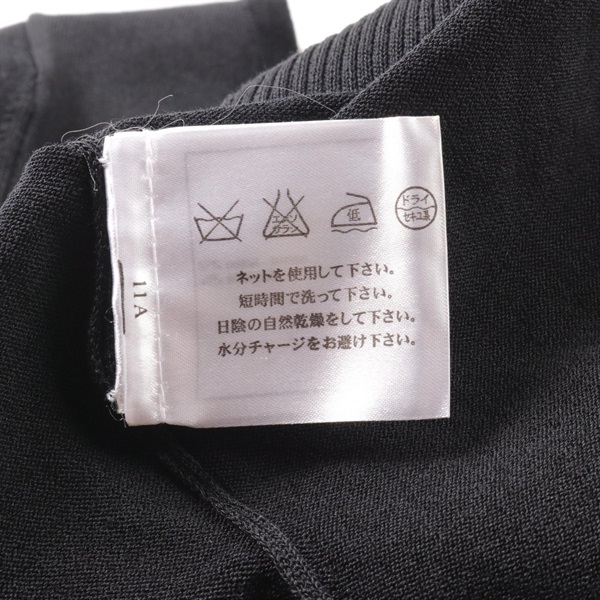 エンソ
サラシ
低
ドライ
セキユ系
ネットを使用して下さい。
短時間で洗って下さい。
日陰の自然乾燥をして下さい。
水分チャージをお避け下さい。
11A